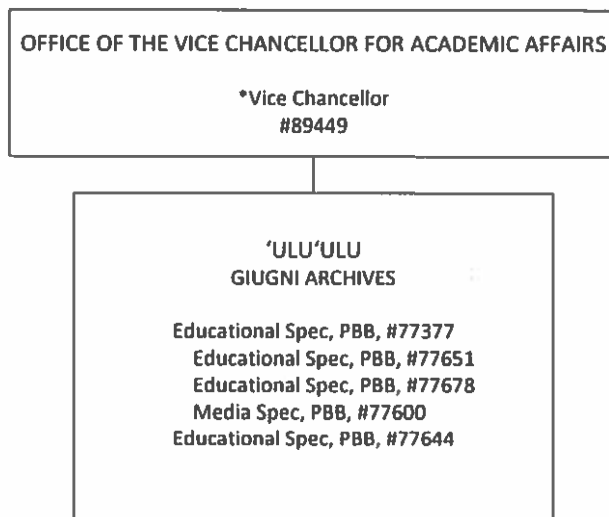 OFFICE OF THE VICE CHANCELLOR FOR ACADEMIC AFFAIRS
*Vice Chancellor
#89449
‘ULU‘ULU
GIUGNI ARCHIVES
Educational Spec, PBB, #77377
Educational Spec, PBB, #77651
Educational Spec, PBB, #77678
Media Spec, PBB, #77600
Educational Spec, PBB, #77644